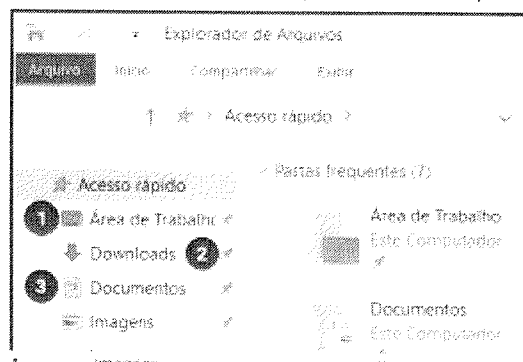 Explorador de Arquivos
Arquivo Início Compartilhar Exibir
Acesso rápido
Acesso rápido
1 Área de Trabalho
Downloads 2
3 Documentos
Imagens
Pastas frequentes (7)
Área de Trabalho
Este Computador
Documentos
Este Computador